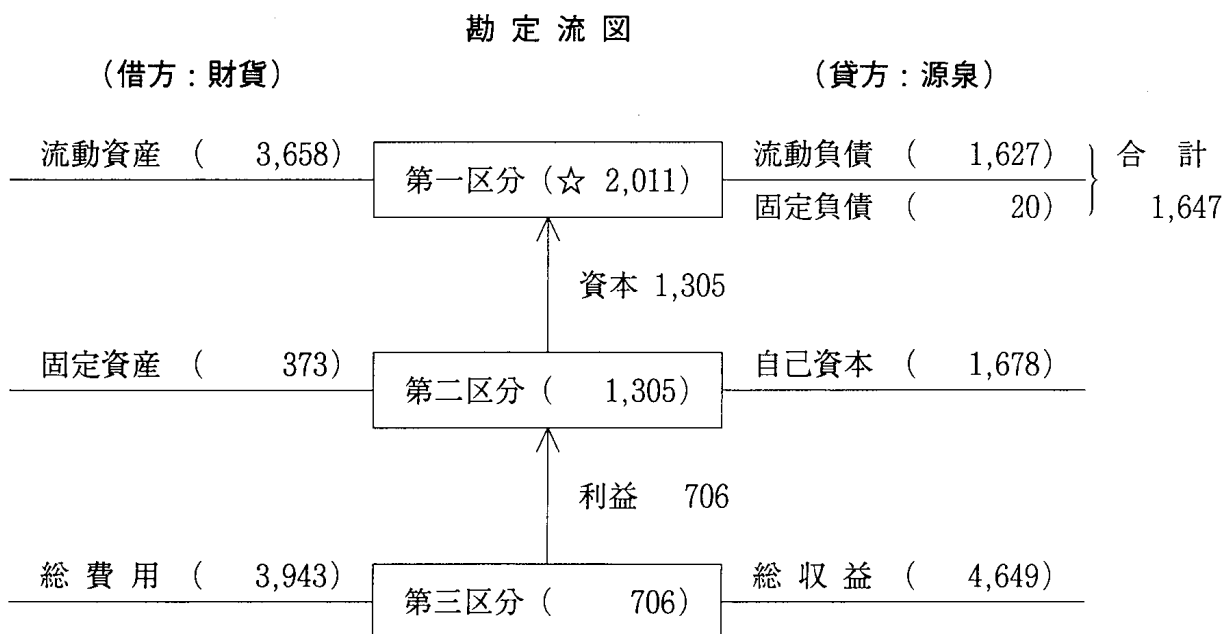 勘定流図
(借方:財貨) (貸方:源泉)
流動資産 ( 3,658) 第一区分 (☆ 2,011) 流動負債 ( 1,627) 合 計
固定負債 ( 20) 1,647
資本 1,305
固定資産 ( 373) 第二区分 ( 1,305) 自己資本 ( 1,678)
利益 706
総費用 ( 3,943) 第三区分 ( 706) 総収益 ( 4,649)